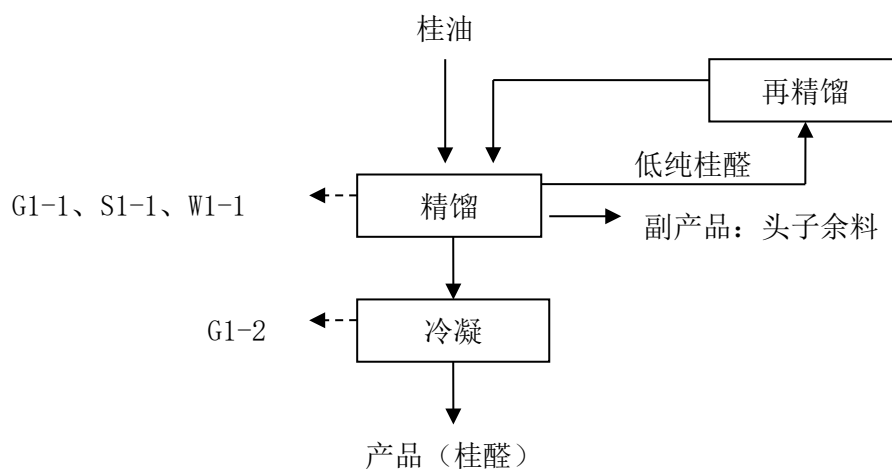 桂油
再精馏
低纯桂醛
G1-1、S1-1、W1-1
精馏
副产品：头子余料
G1-2
冷凝
产品（桂醛）